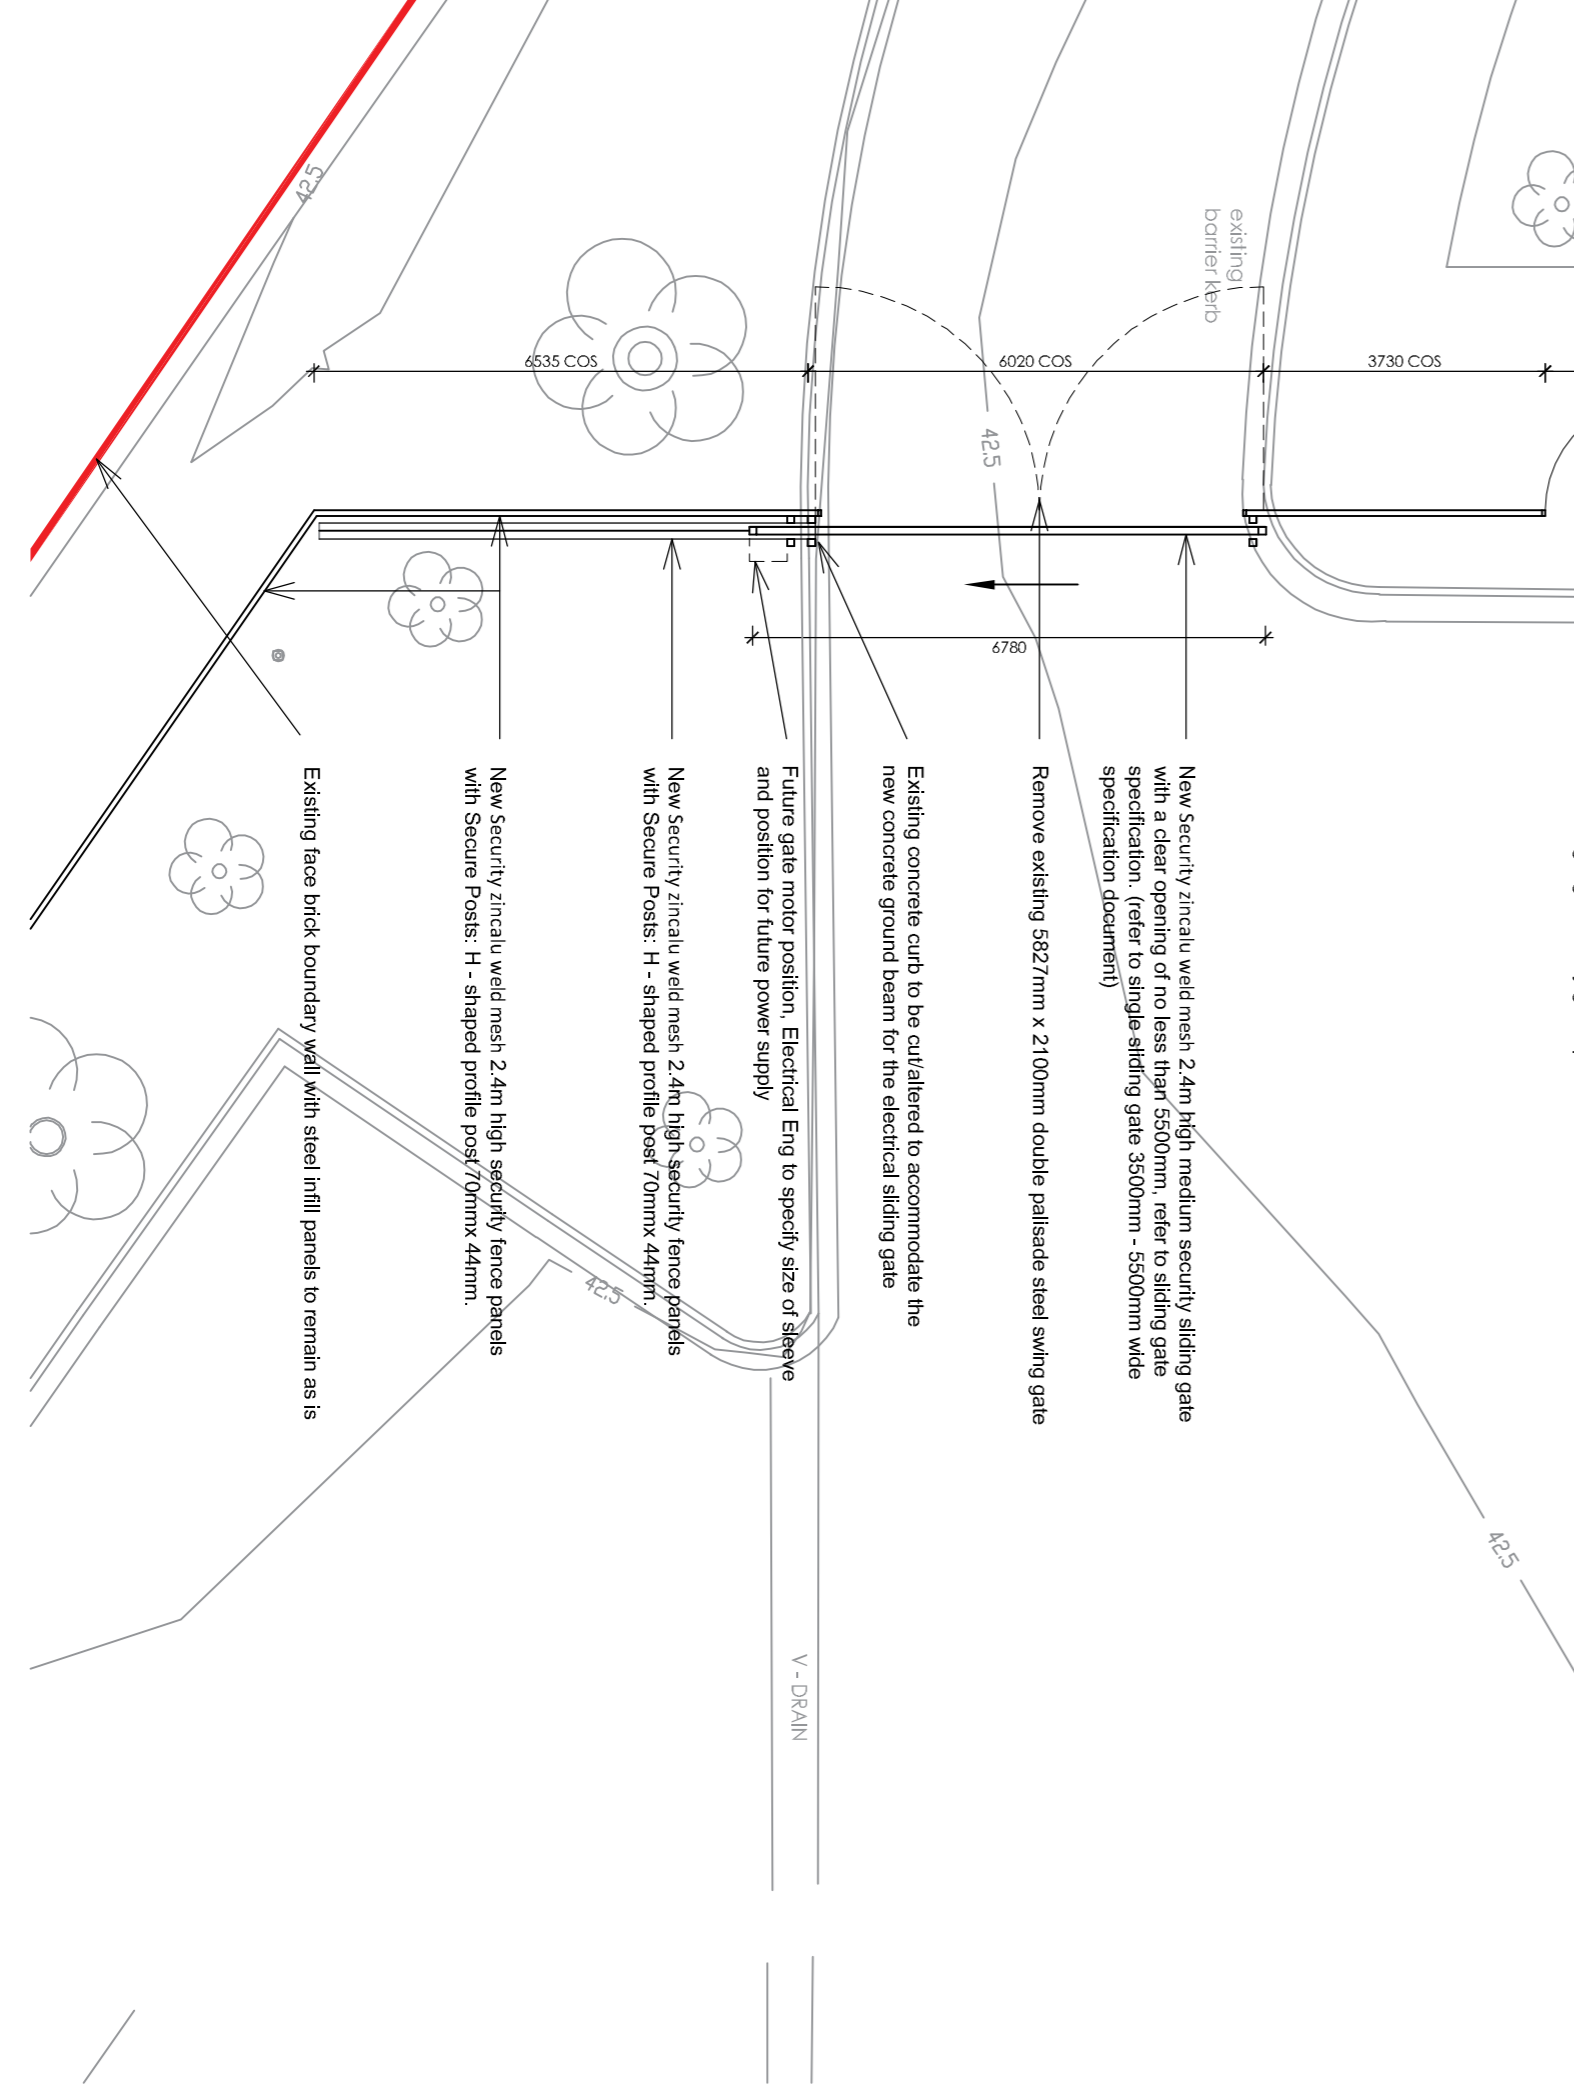 42.5
existing
barrier kerb
6535 COS
6020 COS
3730 COS
42.5
6780
New Security zincalu weld mesh 2.4m high medium security sliding gate
with a clear opening of no less than 5500mm, refer to sliding gate
specification. (refer to single sliding gate 3500mm - 5500mm wide
specification document)
Remove existing 5827mm x 2100mm double palisade steel swing gate
Existing concrete curb to be cut/altered to accommodate the
new concrete ground beam for the electrical sliding gate
Future gate motor position, Electrical Eng to specify size of sleeve
and position for future power supply
New Security zincalu weld mesh 2.4m high security fence panels
with Secure Posts: H - shaped profile post 70mmx 44mm.
New Security zincalu weld mesh 2.4m high security fence panels
with Secure Posts: H - shaped profile post 70mmx 44mm.
Existing face brick boundary wall with steel infill panels to remain as is
42.5
42.5
V - DRAIN